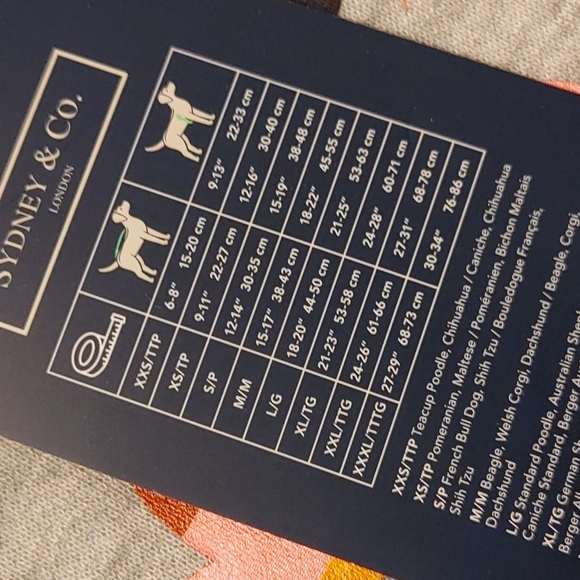 SYDNEY & Co.
LONDON
XXS/TTP 6-8" 15-20 cm 9-13" 22-33 cm
XS/TP 9-11" 22-27 cm 12-16" 30-40 cm
S/P 12-14" 30-35 cm 15-19" 38-48 cm
M/M 15-17" 38-43 cm 18-22" 45-55 cm
L/G 18-20" 44-50 cm 21-25" 53-63 cm
XL/TG 21-23" 53-58 cm 24-28" 60-71 cm
XXL/TTG 24-26" 61-66 cm 27-31" 68-78 cm
XXXL/TTTG 27-29" 68-73 cm 30-34" 76-86 cm
XXS/TTP Teacup Poodle, Chihuahua / Caniche, Chihuahua
XS/TP Pomeranian, Maltese / Poméranien, Bichon Maltais
S/P French Bull Dog, Shih Tzu / Bouledogue Français,
Shih Tzu
M/M Beagle, Welsh Corgi, Dachshund / Beagle, Corgi,
Dachshund
L/G Standard Poodle, Australian
Caniche Standard, Berger
XL/TG German
Berger